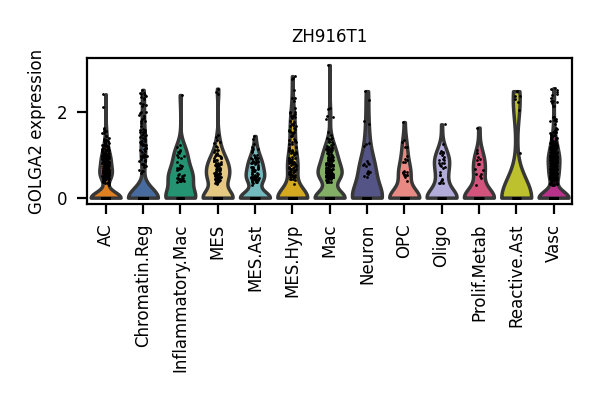 ZH916T1
GOLGA2 expression
2
0
AC
Chromatin.Reg
Inflammatory.Mac
MES
MES.Ast
MES.Hyp
Mac
Neuron
OPC
Oligo
Prolif.Metab
Reactive.Ast
Vasc